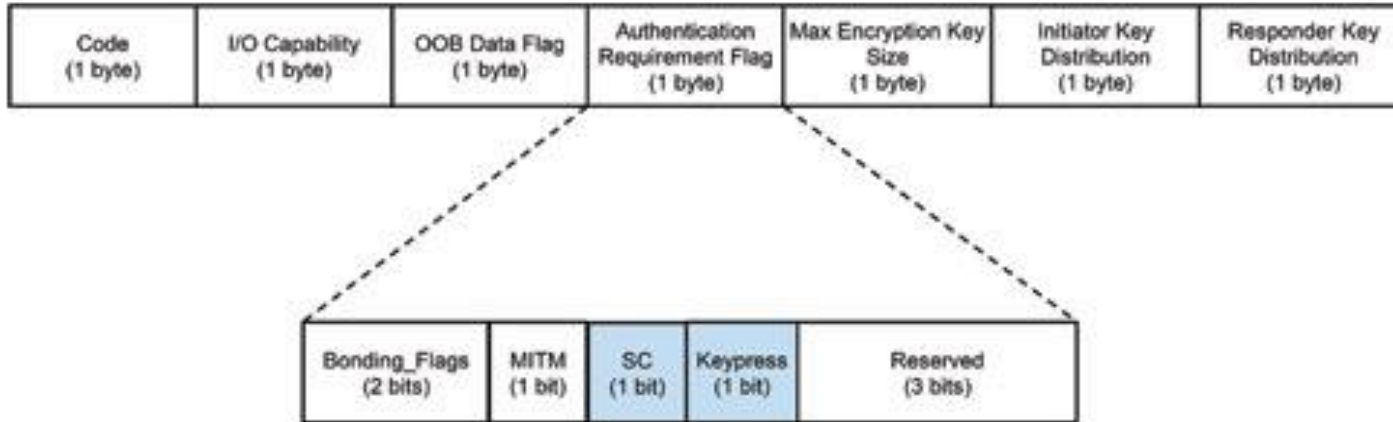 Code
(1 byte)
I/O Capability
(1 byte)
OOB Data Flag
(1 byte)
Authentication
Requirement Flag
(1 byte)
Max Encryption Key
Size
(1 byte)
Initiator Key
Distribution
(1 byte)
Responder Key
Distribution
(1 byte)
Bonding_Flags
(2 bits)
MITM
(1 bit)
SC
(1 bit)
Keypress
(1 bit)
Reserved
(3 bits)